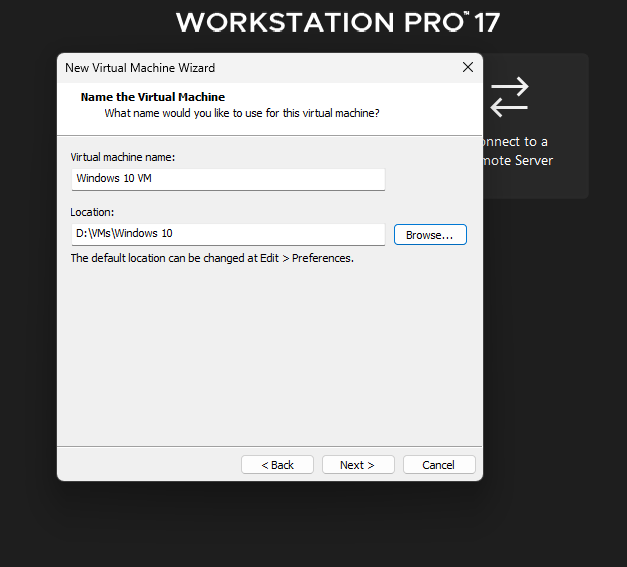 WORKSTATION PRO™ 17
New Virtual Machine Wizard
Name the Virtual Machine
What name would you like to use for this virtual machine?
Virtual machine name:
Windows 10 VM
Location:
D:\VMs\Windows 10
Browse...
The default location can be changed at Edit > Preferences.
< Back
Next >
Cancel
onnect to a
mote Server